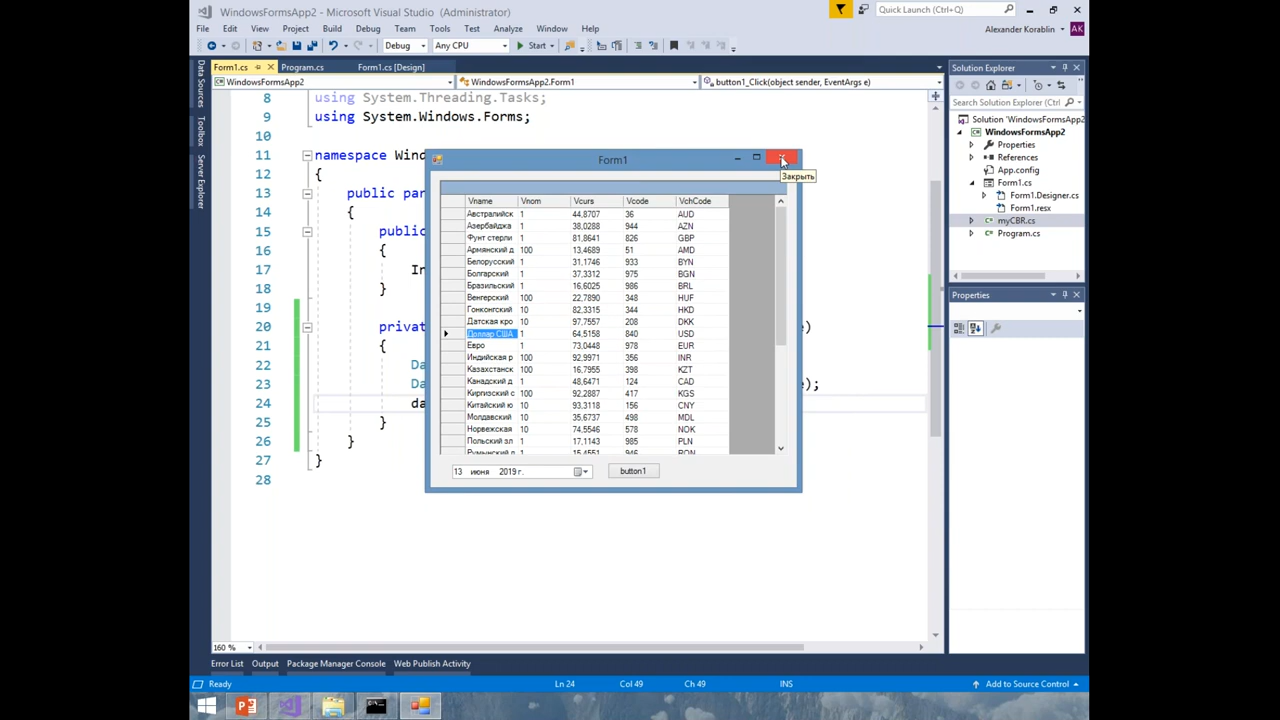 WindowsFormsApp2 - Microsoft Visual Studio (Administrator)
Quick Launch (Ctrl+Q)
File Edit View Project Build Debug Team Tools Test Analyze Window Help
Alexander Korablin AK
Debug Any CPU Start
Form1.cs Program.cs Form1.cs [Design]
WindowsFormsApp2 WindowsFormsApp2.Form1 button1_Click(object sender, EventArgs e)
Data Sources
Toolbox
Server Explorer
8 using System.Threading.Tasks;
9 using System.Windows.Forms;
10
11 namespace Wind
12 {
13 public par
14 {
15 public
16 {
17 In
18 }
19
20 private )
21 {
22 Da
23 Da e);
24 da
25 }
26 }
27 }
28
Form1
Закрыть
Vname Vnom Vcurs Vcode VchCode
Австралийск 1 44,8707 36 AUD
Азербайджа 1 38,0288 944 AZN
Фунт стерли 1 81,8641 826 GBP
Армянский д 100 13,4689 51 AMD
Белорусский 1 31,1746 933 BYN
Болгарский 1 37,3312 975 BGN
Бразильский 1 16,6025 986 BRL
Венгерский 100 22,7890 348 HUF
Гонконгский 10 82,3315 344 HKD
Датская кро 10 97,7557 208 DKK
Доллар США 1 64,5158 840 USD
Евро 1 73,0448 978 EUR
Индийская р 100 92,9971 356 INR
Казахстанск 100 16,7955 398 KZT
Канадский д 1 48,6471 124 CAD
Киргизский с 100 92,2887 417 KGS
Китайский ю 10 93,3118 156 CNY
Молдавский 10 35,6737 498 MDL
Норвежская 10 74,5546 578 NOK
Польский зл 1 17,1143 985 PLN
Румынский л 1 15,4551 946 RON
13 июня 2019 г. button1
Solution Explorer
Search Solution Explorer (Ctrl
Solution 'WindowsFormsApp2'
WindowsFormsApp2
Properties
References
App.config
Form1.cs
Form1.Designer.cs
Form1.resx
myCBR.cs
Program.cs
Properties
160 %
Error List Output Package Manager Console Web Publish Activity
Ready Ln 24 Col 49 Ch 49 INS Add to Source Control